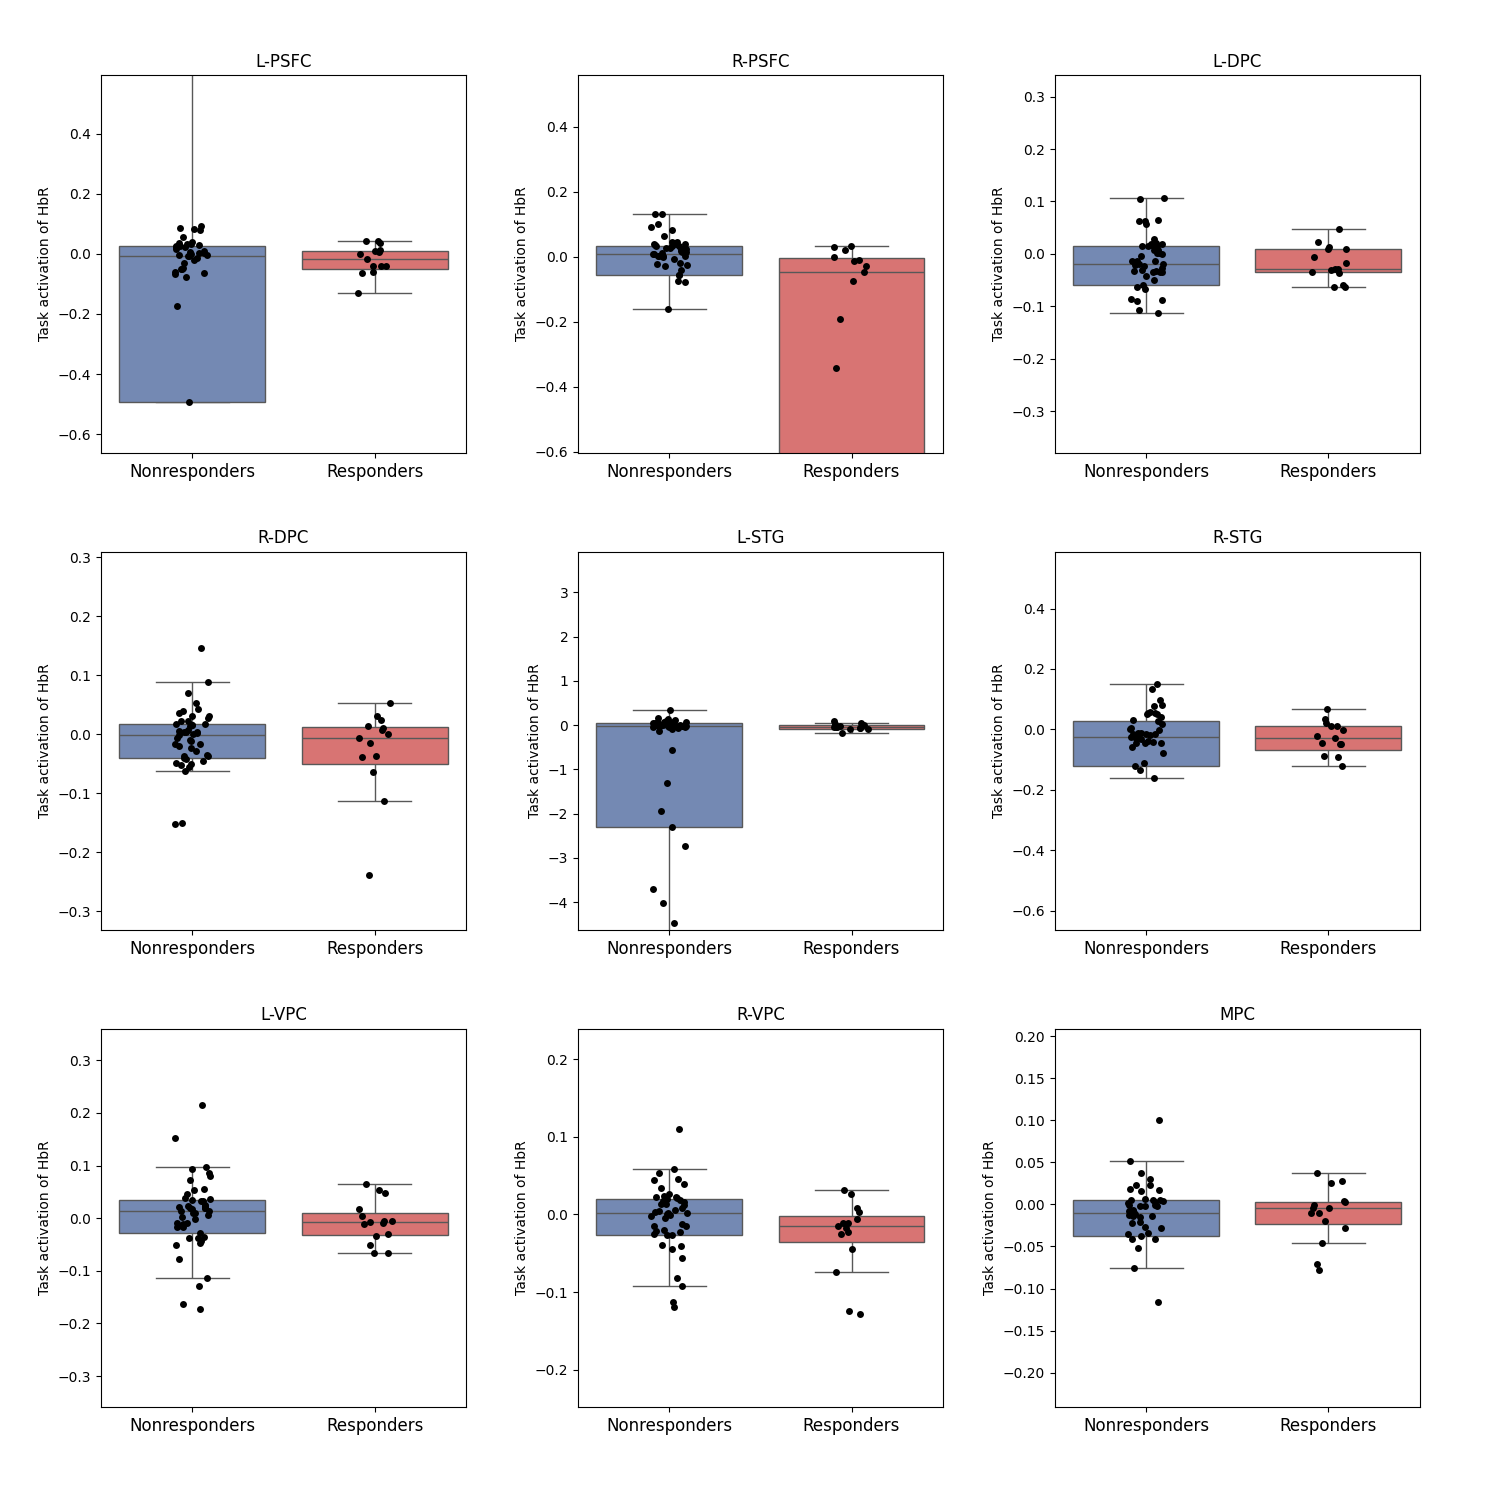 L-PSFC
R-PSFC
L-DPC
Task activation of HbR
0.4
0.2
0.0
−0.2
−0.4
−0.6
Nonresponders
Responders
Task activation of HbR
0.4
0.2
0.0
−0.2
−0.4
−0.6
Nonresponders
Responders
Task activation of HbR
0.3
0.2
0.1
0.0
−0.1
−0.2
−0.3
Nonresponders
Responders
R-DPC
L-STG
R-STG
Task activation of HbR
0.3
0.2
0.1
0.0
−0.1
−0.2
−0.3
Nonresponders
Responders
Task activation of HbR
3
2
1
0
−1
−2
−3
−4
Nonresponders
Responders
Task activation of HbR
0.4
0.2
0.0
−0.2
−0.4
−0.6
Nonresponders
Responders
L-VPC
R-VPC
MPC
Task activation of HbR
0.3
0.2
0.1
0.0
−0.1
−0.2
−0.3
Nonresponders
Responders
Task activation of HbR
0.2
0.1
0.0
−0.1
−0.2
Nonresponders
Responders
Task activation of HbR
0.20
0.15
0.10
0.05
0.00
−0.05
−0.10
−0.15
−0.20
Nonresponders
Responders